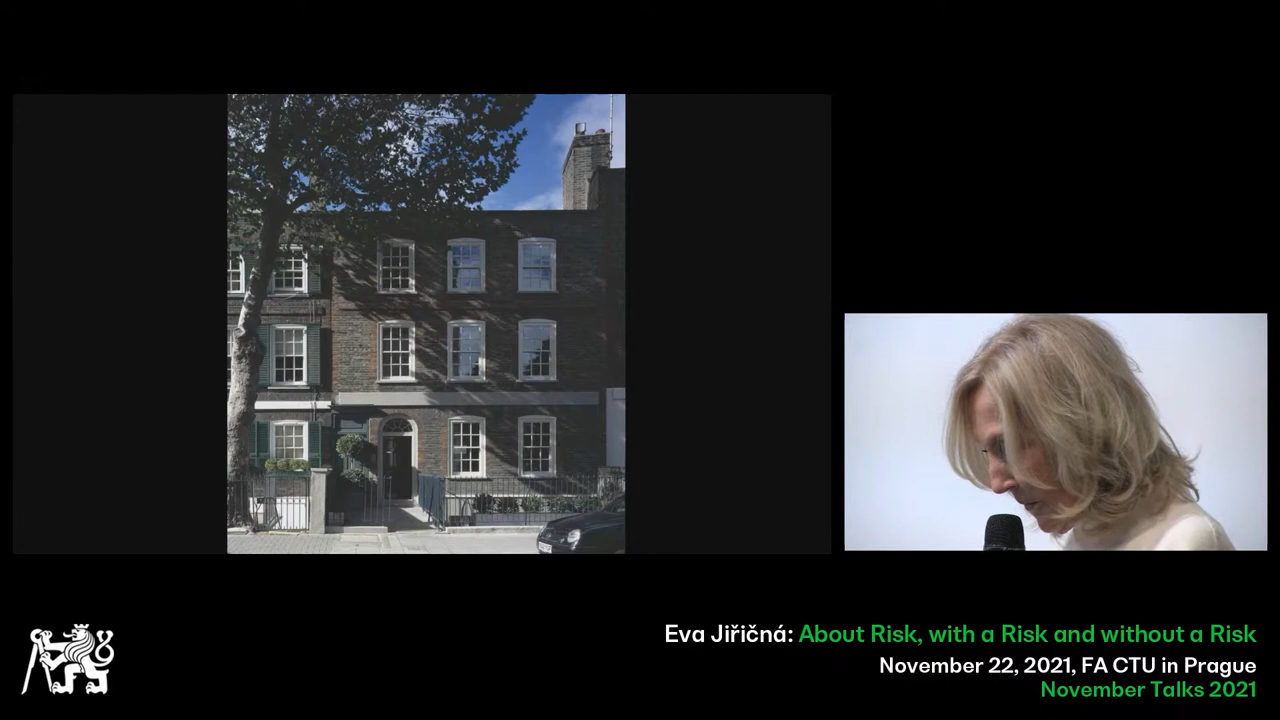 Eva Jiřičná: About Risk, with a Risk and without a Risk
November 22, 2021, FA CTU in Prague
November Talks 2021